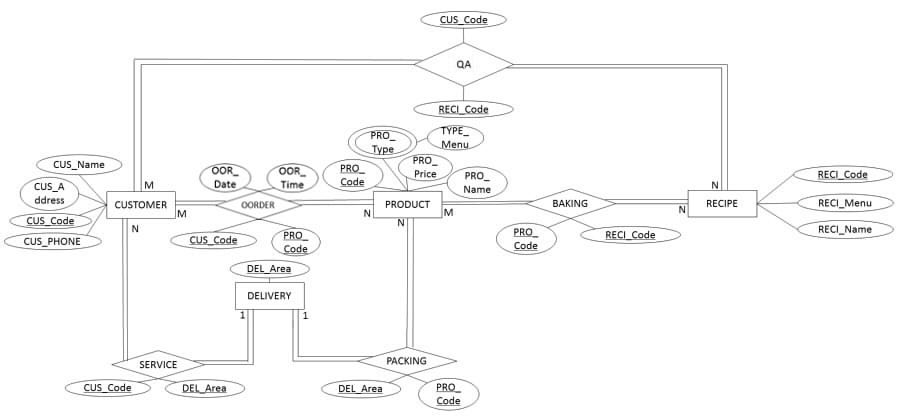 CUS_Code
QA
RECI_Code
PRO_
Type
TYPE_
Menu
CUS_Name
OOR_
Date
OOR_
Time
PRO_
Code
PRO_
Price
PRO_
Name
CUS_A
ddress
CUS_Code
CUS_PHONE
M
CUSTOMER
M
N
OORDER
CUS_Code
PRO_
Code
PRODUCT
N
N
M
BAKING
PRO_
Code
RECI_Code
N
N
RECIPE
RECI_Code
RECI_Menu
RECI_Name
DEL_Area
DELIVERY
1
1
SERVICE
CUS_Code
DEL_Area
PACKING
DEL_Area
PRO_
Code